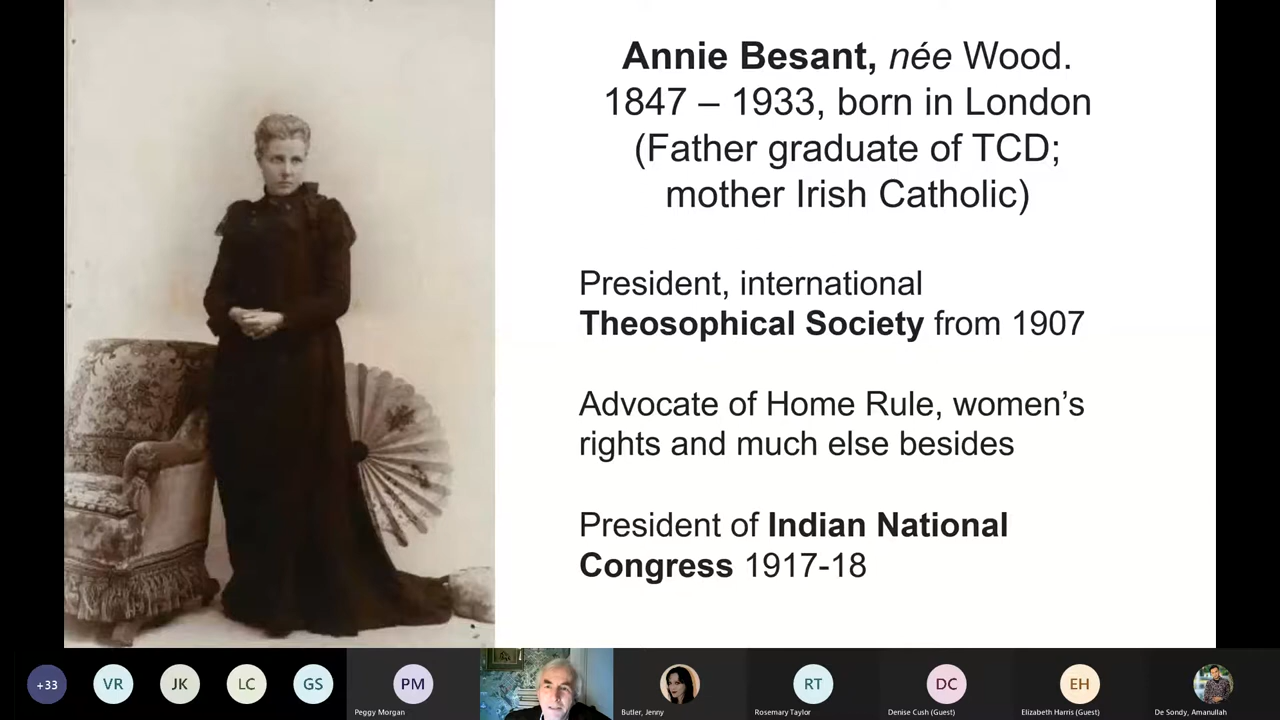 Annie Besant, née Wood.
1847 – 1933, born in London
(Father graduate of TCD;
mother Irish Catholic)
President, international
Theosophical Society from 1907
Advocate of Home Rule, women’s
rights and much else besides
President of Indian National
Congress 1917-18
+33
VR
JK
LC
GS
PM
Peggy Morgan
Butler, Jenny
RT
Rosemary Taylor
DC
Denise Cush (Guest)
EH
Elizabeth Harris (Guest)
De Sondy, Amanullah